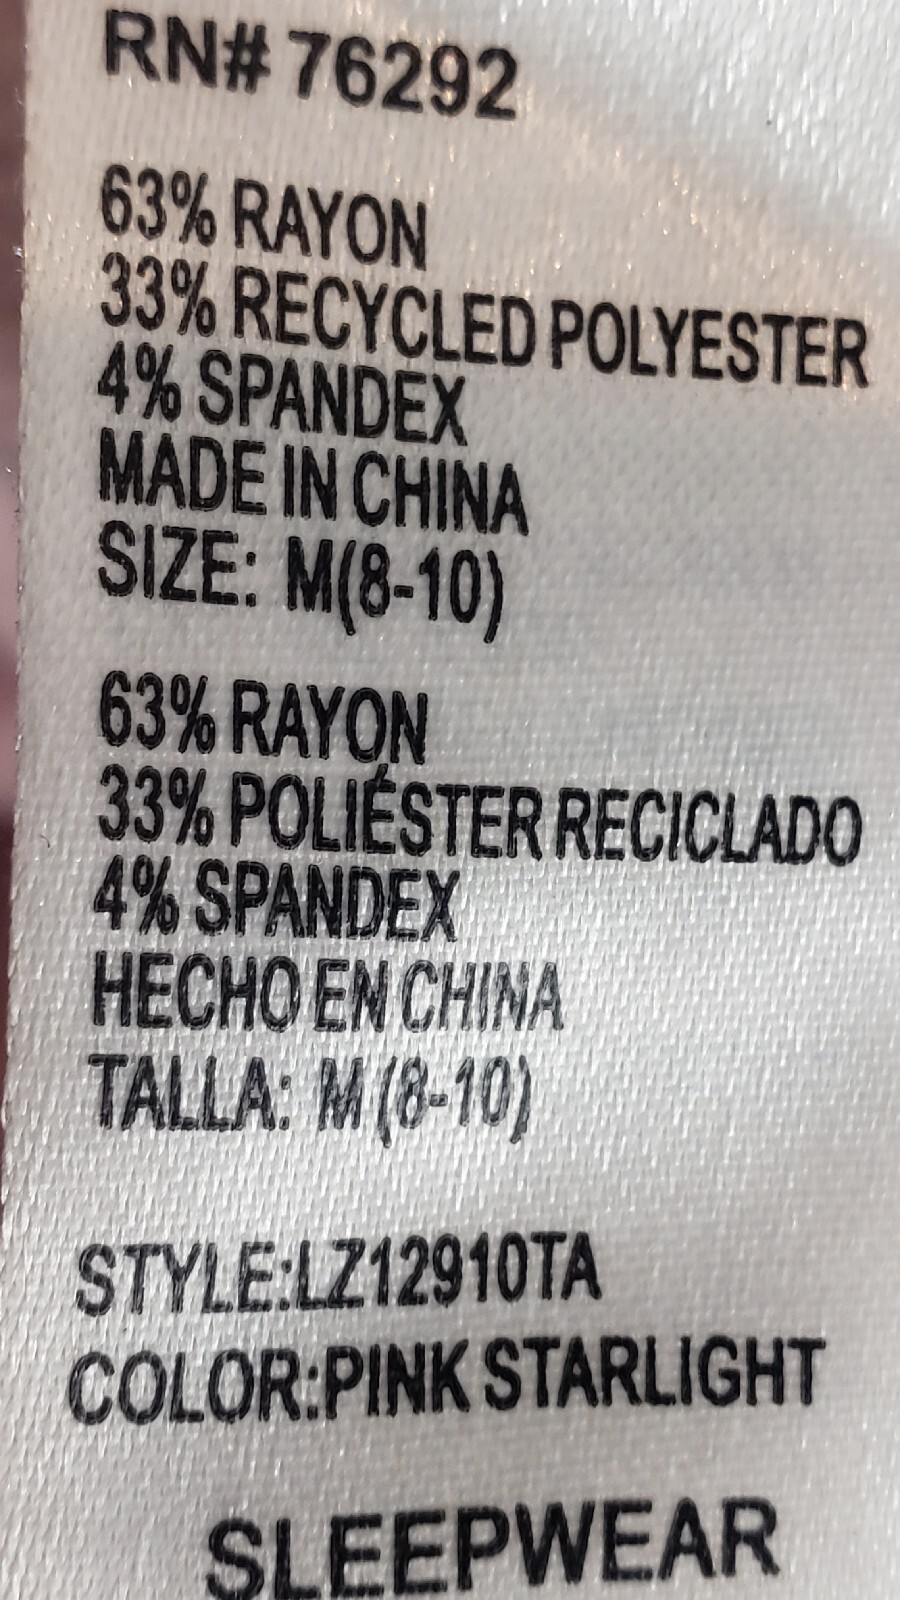 RN# 76292
63% RAYON
33% RECYCLED POLYESTER
4% SPANDEX
MADE IN CHINA
SIZE: M(8-10)
63% RAYON
33% POLIÉSTER RECICLADO
4% SPANDEX
HECHO EN CHINA
TALLA: M (8-10)
STYLE:LZ12910TA
COLOR:PINK STARLIGHT
SLEEPWEAR